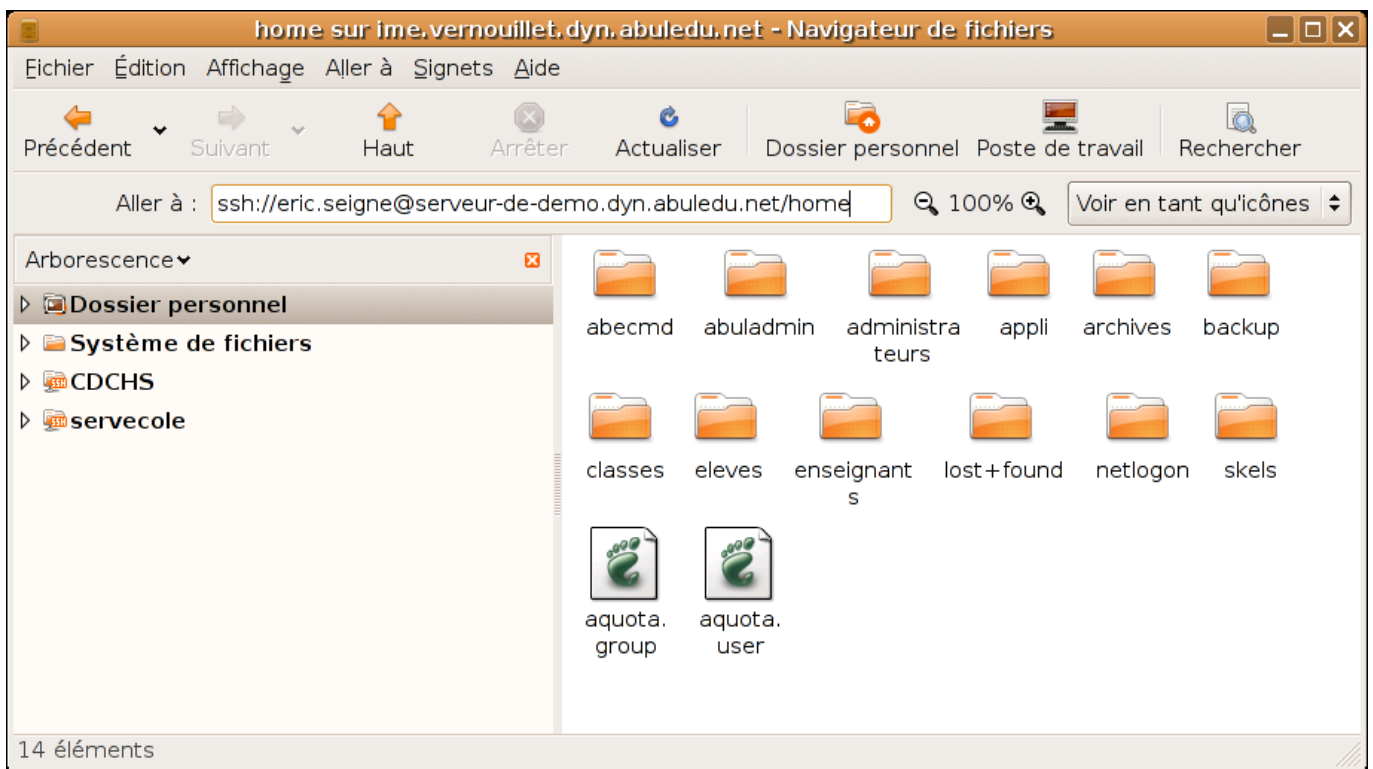 home sur ime.vernouillet.dyn.abuledu.net - Navigateur de fichiers
Fichier Édition Affichage Aller à Signets Aide
Précédent Suivant Haut Arrêter Actualiser Dossier personnel Poste de travail Rechercher
Aller à : ssh://eric.seigne@serveur-de-demo.dyn.abuledu.net/home 100% Voir en tant qu'icônes
Arborescence
Dossier personnel
Système de fichiers
SSH CDCHS
SSH servecole
abecmd abuladmin administra appli archives backup
teurs
classes eleves enseignant lost+found netlogon skels
s
aquota. aquota.
group user
14 éléments